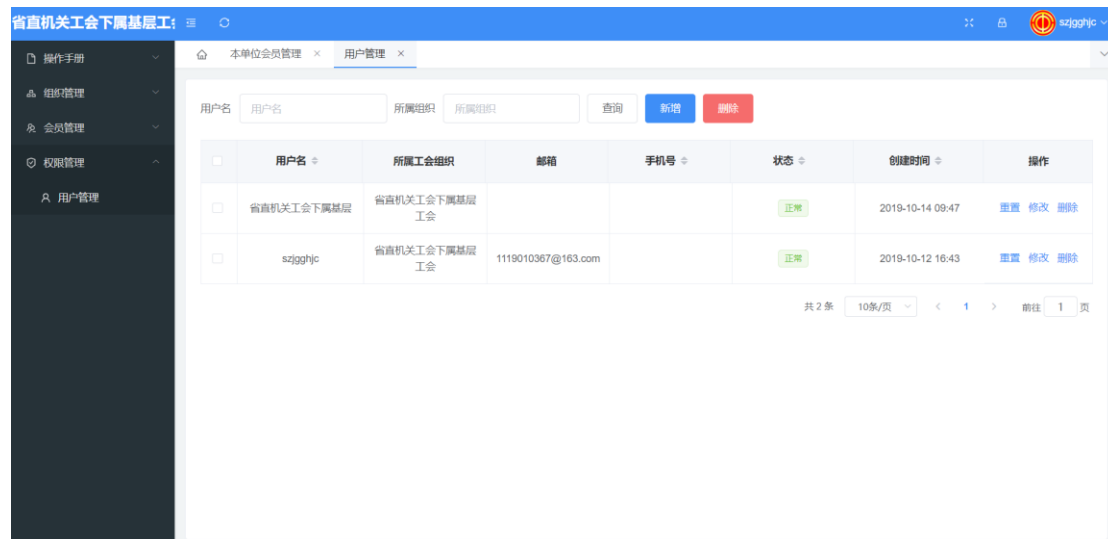 省直机关工会下属基层工
szjgghjc
操作手册
组织管理
会员管理
权限管理
用户管理
本单位会员管理 × 用户管理 ×
用户名 用户名 所属组织 所属组织 查询 新增 删除
用户名 所属工会组织 邮箱 手机号 状态 创建时间 操作
省直机关工会下属基层 省直机关工会下属基层 正常 2019-10-14 09:47 重置 修改 删除
工会
szjgghjc 省直机关工会下属基层 1119010367@163.com 正常 2019-10-12 16:43 重置 修改 删除
工会
共 2 条 10条/页 < 1 > 前往 1 页